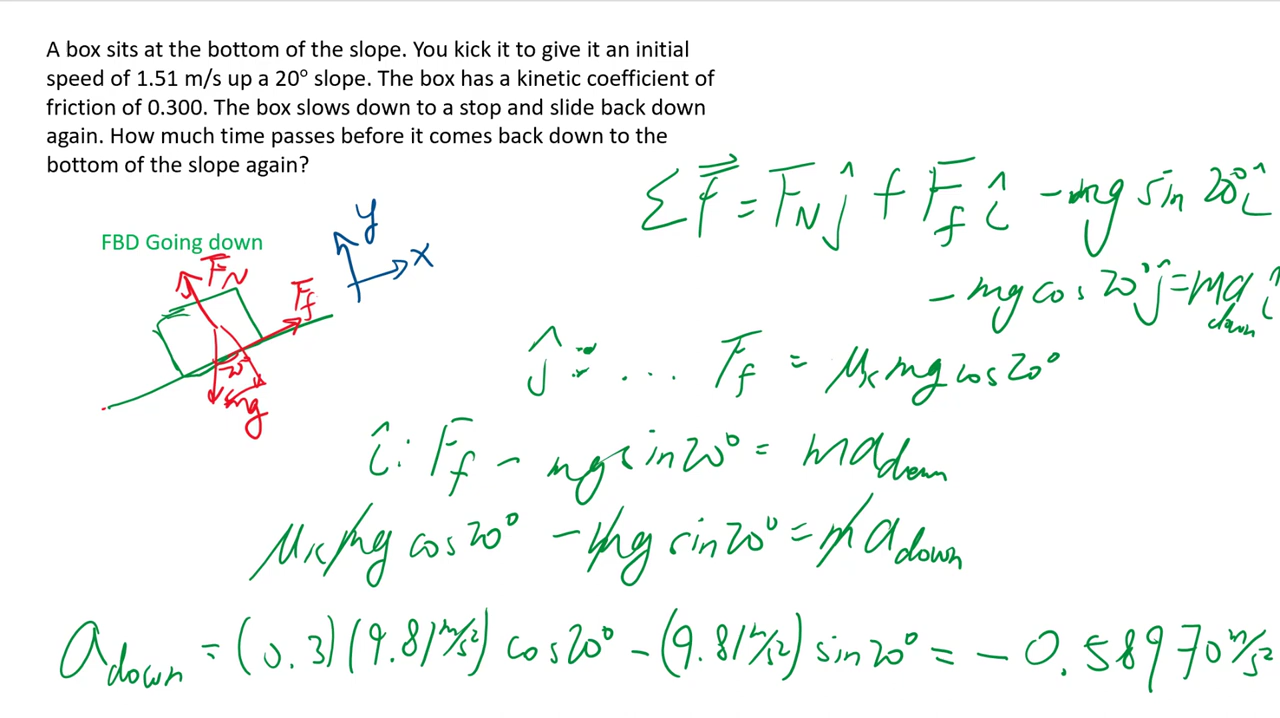 A box sits at the bottom of the slope. You kick it to give it an initial
speed of 1.51 m/s up a 20° slope. The box has a kinetic coefficient of
friction of 0.300. The box slows down to a stop and slide back down
again. How much time passes before it comes back down to the
bottom of the slope again?
ΣF⃗ = F_N ĵ + F_f î - mg sin 20° î
- mg cos 20° ĵ = ma_down î
FBD Going down
y
x
F_N
F_f
20°
mg
ĵ : ... F_f = μ_k mg cos 20°
î : F_f - mg sin 20° = ma_down
μ_k mg cos 20° - mg sin 20° = m a_down
a_down = (0.3)(9.81 m/s²) cos 20° - (9.81 m/s²) sin 20° = - 0.58970 m/s²